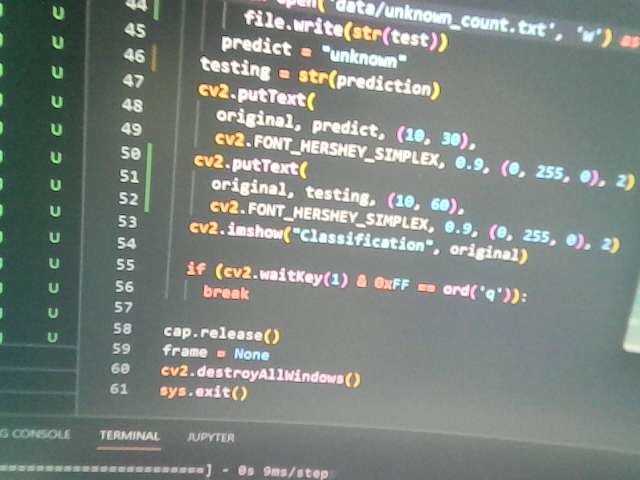 44 open('data/unknown_count.txt', 'w') as
U 45 file.write(str(test))
U 46 predict = "unknown"
U 47 testing = str(prediction)
U 48 cv2.putText(
U 49 original, predict, (10, 30),
U 50 cv2.FONT_HERSHEY_SIMPLEX, 0.9, (0, 255, 0), 2)
U 51 cv2.putText(
U 52 original, testing, (10, 60),
U 53 cv2.FONT_HERSHEY_SIMPLEX, 0.9, (0, 255, 0), 2)
U 54 cv2.imshow("Classification", original)
U 55
U 56 if (cv2.waitKey(1) & 0xFF == ord('q')):
57 break
58
59 cap.release()
60 frame = None
61 cv2.destroyAllWindows()
sys.exit()
G CONSOLE TERMINAL JUPYTER
=======================] - 0s 9ms/step